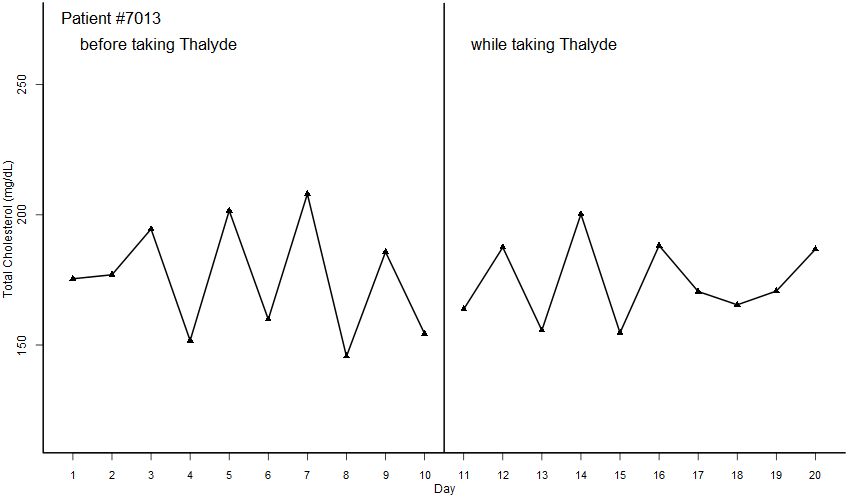 Patient #7013
before taking Thalyde
while taking Thalyde
Total Cholesterol (mg/dL)
250
200
150
1 2 3 4 5 6 7 8 9 10 11 12 13 14 15 16 17 18 19 20
Day